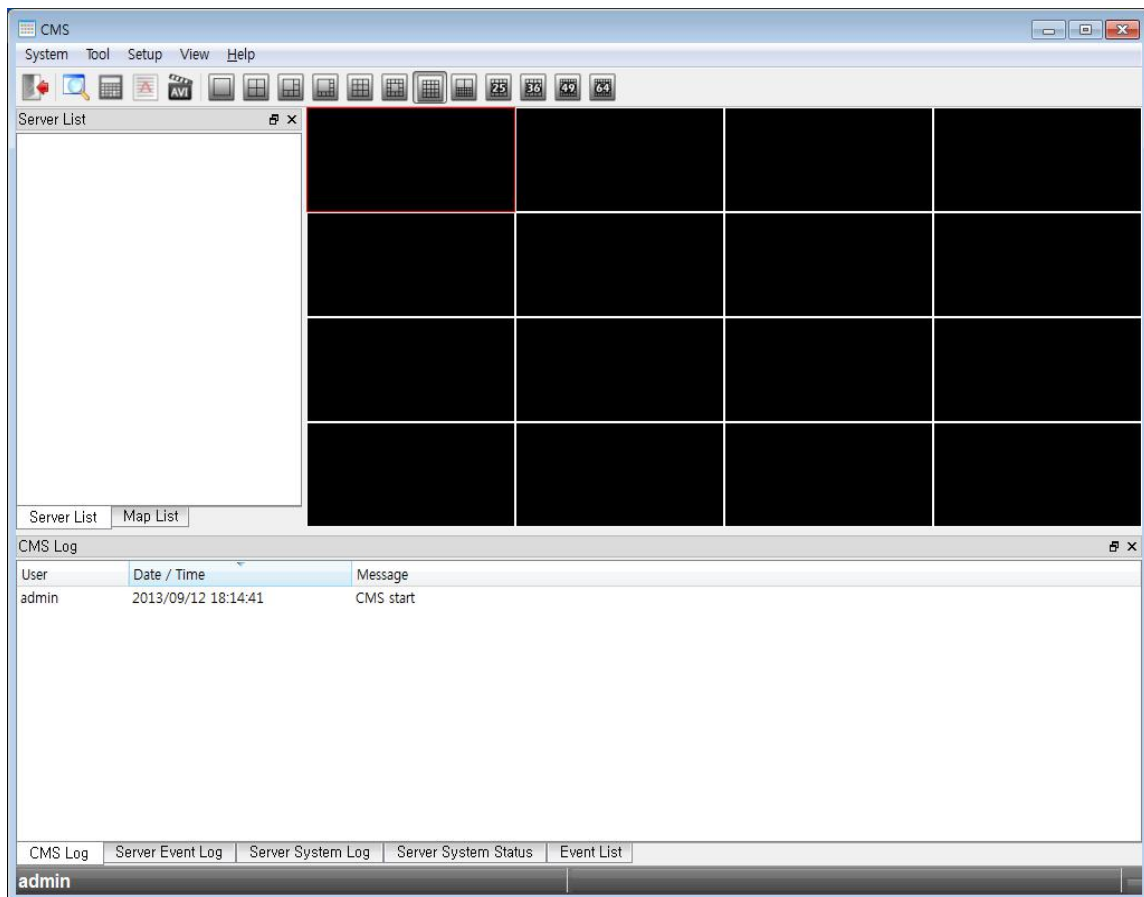 CMS
System Tool Setup View Help
AVI 25 36 49 64
Server List
Server List Map List
CMS Log
User Date / Time Message
admin 2013/09/12 18:14:41 CMS start
CMS Log Server Event Log Server System Log Server System Status Event List
admin